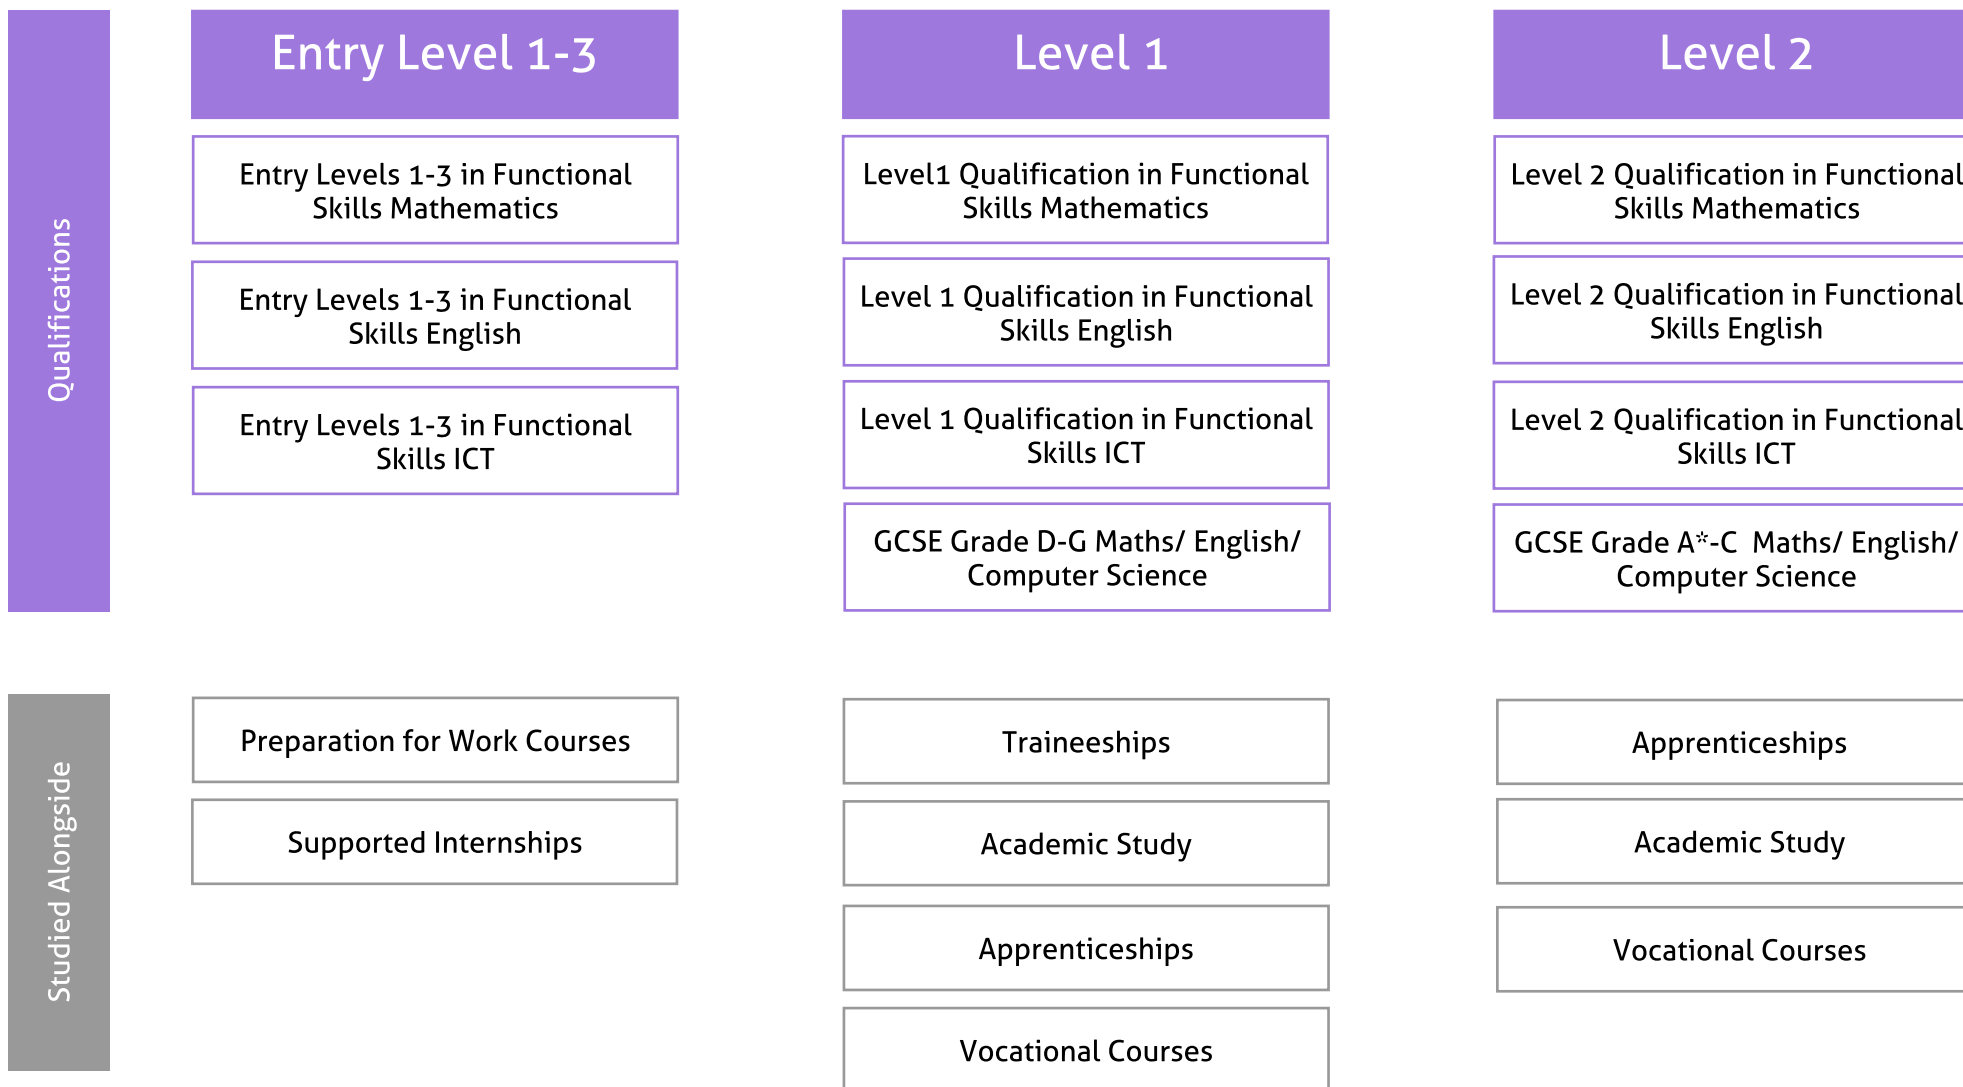 Qualifications
Entry Level 1-3
Entry Levels 1-3 in Functional
Skills Mathematics
Entry Levels 1-3 in Functional
Skills English
Entry Levels 1-3 in Functional
Skills ICT
Level 1
Level1 Qualification in Functional
Skills Mathematics
Level 1 Qualification in Functional
Skills English
Level 1 Qualification in Functional
Skills ICT
GCSE Grade D-G Maths/ English/
Computer Science
Level 2
Level 2 Qualification in Functional
Skills Mathematics
Level 2 Qualification in Functional
Skills English
Level 2 Qualification in Functional
Skills ICT
GCSE Grade A*-C  Maths/ English/
Computer Science
Studied Alongside
Preparation for Work Courses
Supported Internships
Traineeships
Academic Study
Apprenticeships
Vocational Courses
Apprenticeships
Academic Study
Vocational Courses